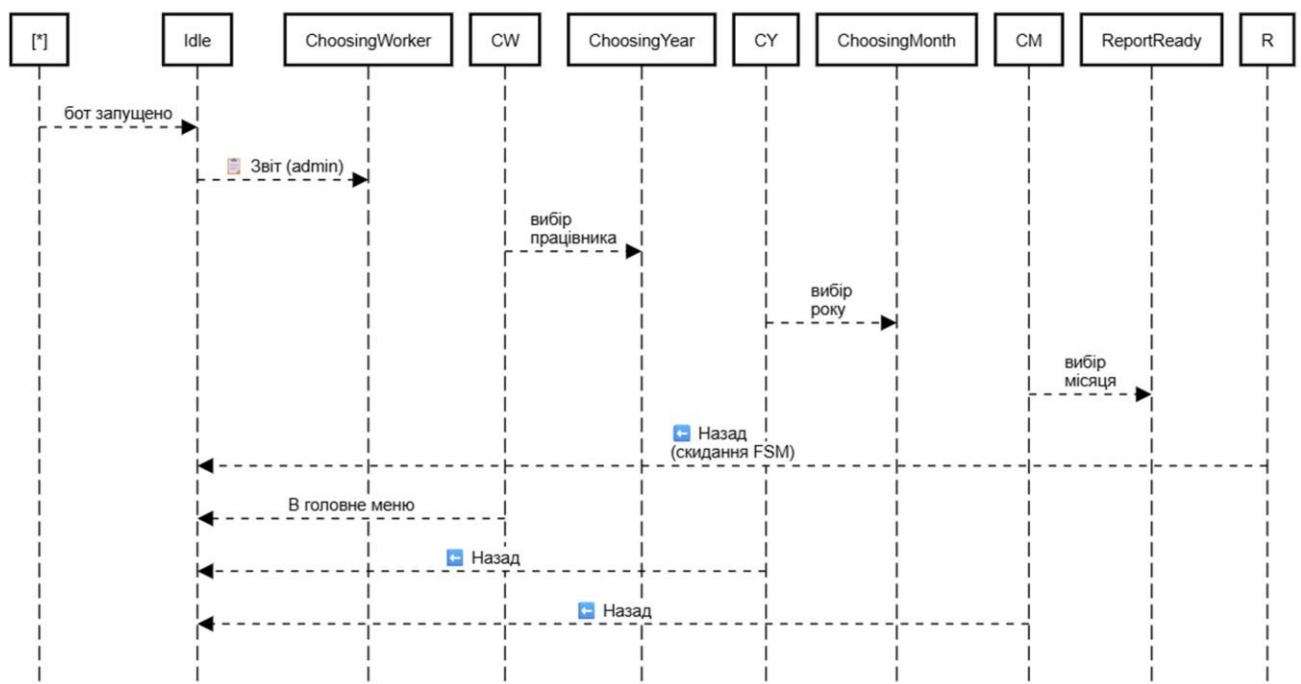 [*]
Idle
ChoosingWorker
CW
ChoosingYear
CY
ChoosingMonth
CM
ReportReady
R
бот запущено
📋 Звіт (admin)
вибір
працівника
вибір
року
вибір
місяця
⬅️ Назад
(скидання FSM)
В головне меню
⬅️ Назад
⬅️ Назад